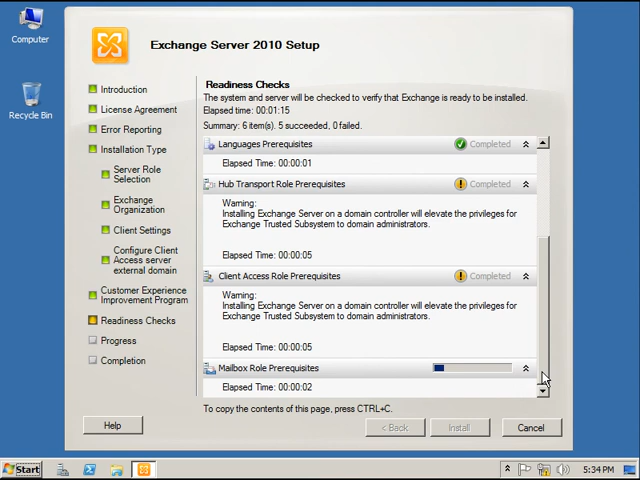 Computer
Recycle Bin
Exchange Server 2010 Setup
Introduction
License Agreement
Error Reporting
Installation Type
Server Role
Selection
Exchange
Organization
Client Settings
Configure Client
Access server
external domain
Customer Experience
Improvement Program
Readiness Checks
Progress
Completion
Readiness Checks
The system and server will be checked to verify that Exchange is ready to be installed.
Elapsed time: 00:01:15
Summary: 6 item(s). 5 succeeded, 0 failed.
Languages Prerequisites Completed
Elapsed Time: 00:00:01
Hub Transport Role Prerequisites Completed
Warning:
Installing Exchange Server on a domain controller will elevate the privileges for
Exchange Trusted Subsystem to domain administrators.
Elapsed Time: 00:00:05
Client Access Role Prerequisites Completed
Warning:
Installing Exchange Server on a domain controller will elevate the privileges for
Exchange Trusted Subsystem to domain administrators.
Elapsed Time: 00:00:05
Mailbox Role Prerequisites
Elapsed Time: 00:00:02
To copy the contents of this page, press CTRL+C.
Help
< Back
Install
Cancel
Start
5:34 PM